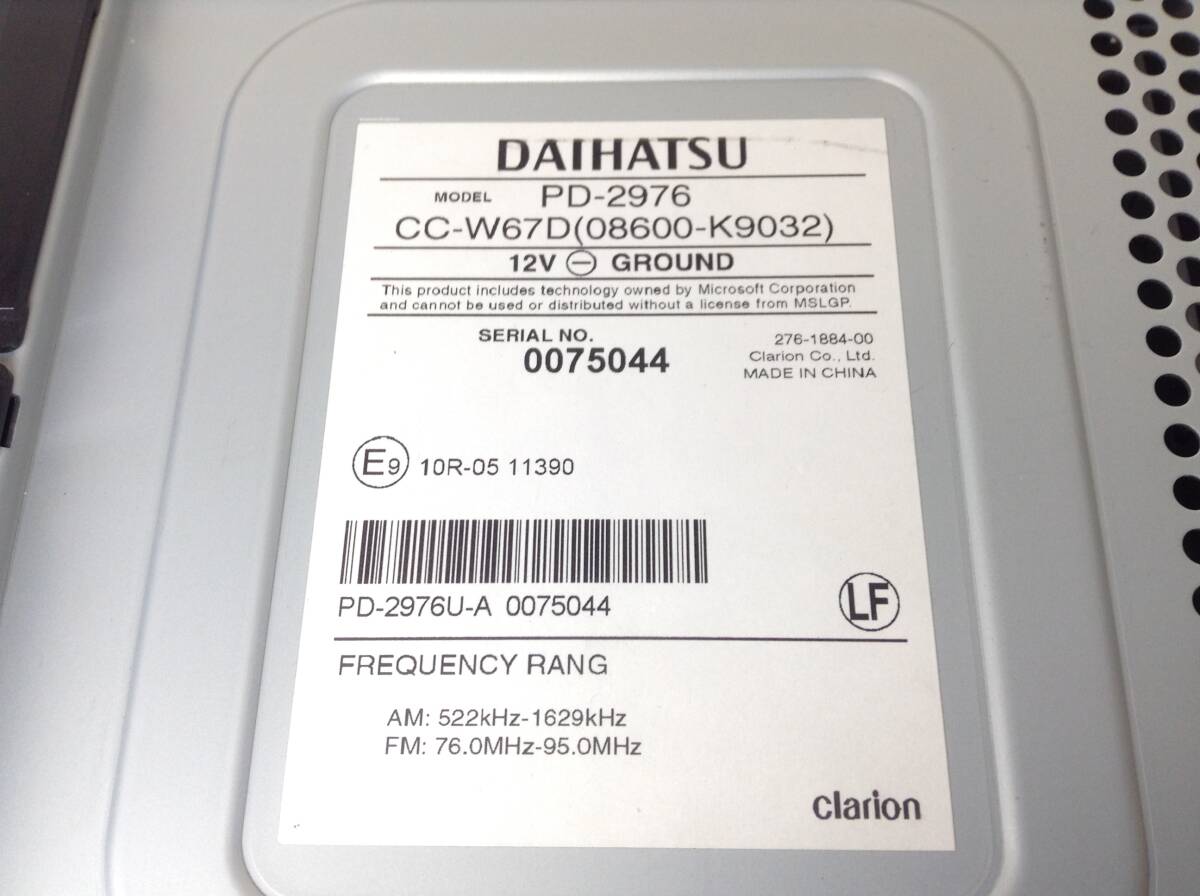 DAIHATSU
MODEL PD-2976
CC-W67D(08600-K9032)
12V ⊖ GROUND
This product includes technology owned by Microsoft Corporation
and cannot be used or distributed without a license from MSLGP.
SERIAL NO.
0075044
276-1884-00
Clarion Co., Ltd.
MADE IN CHINA
E9 10R-05 11390
PD-2976U-A 0075044
LF
FREQUENCY RANG
AM: 522kHz-1629kHz
FM: 76.0MHz-95.0MHz
clarion